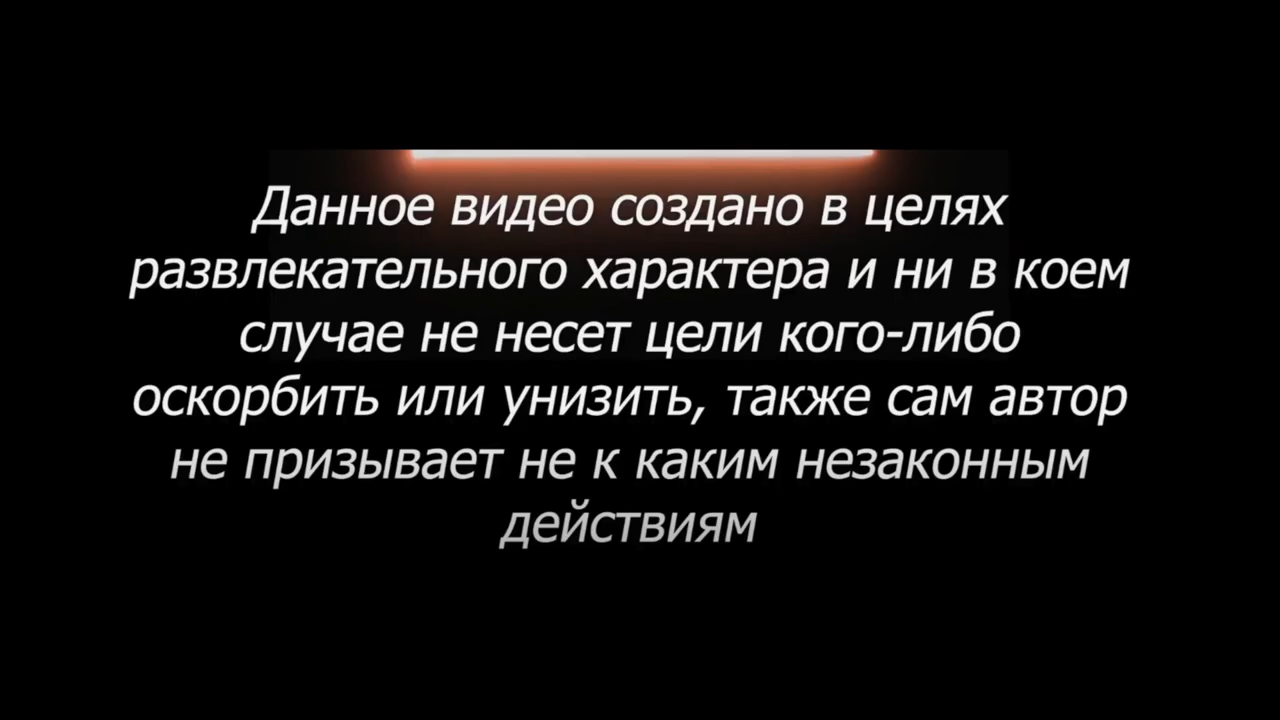 Данное видео создано в целях
развлекательного характера и ни в коем
случае не несет цели кого-либо
оскорбить или унизить, также сам автор
не призывает не к каким незаконным
действиям